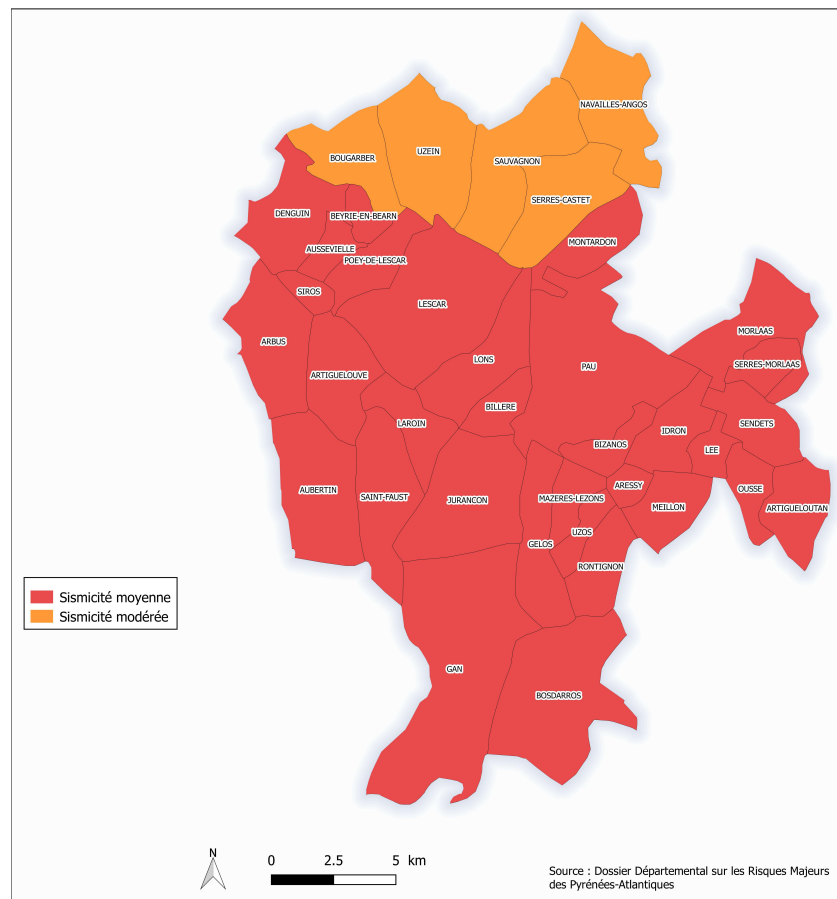 NAVAILLES-ANGOS
UZEIN
BOUGARBER
SAUVAGNON
SERRES-CASTET
DENGUIN
BEYRIE-EN-BEARN
MONTARDON
AUSSEVIELLE
POEY-DE-LESCAR
SIROS
LESCAR
MORLAAS
ARBUS
LONS
SERRES-MORLAAS
PAU
ARTIGUELOUVE
BILLERE
LAROIN
SENDETS
IDRON
BIZANOS
LEE
AUBERTIN
SAINT-FAUST
JURANCON
MAZERES-LEZONS
ARESSY
OUSSE
MEILLON
ARTIGUELOUTAN
UZOS
GELOS
RONTIGNON
Sismicité moyenne
Sismicité modérée
GAN
BOSDARROS
N
0 2.5 5 km
Source : Dossier Départemental sur les Risques Majeurs
des Pyrénées-Atlantiques